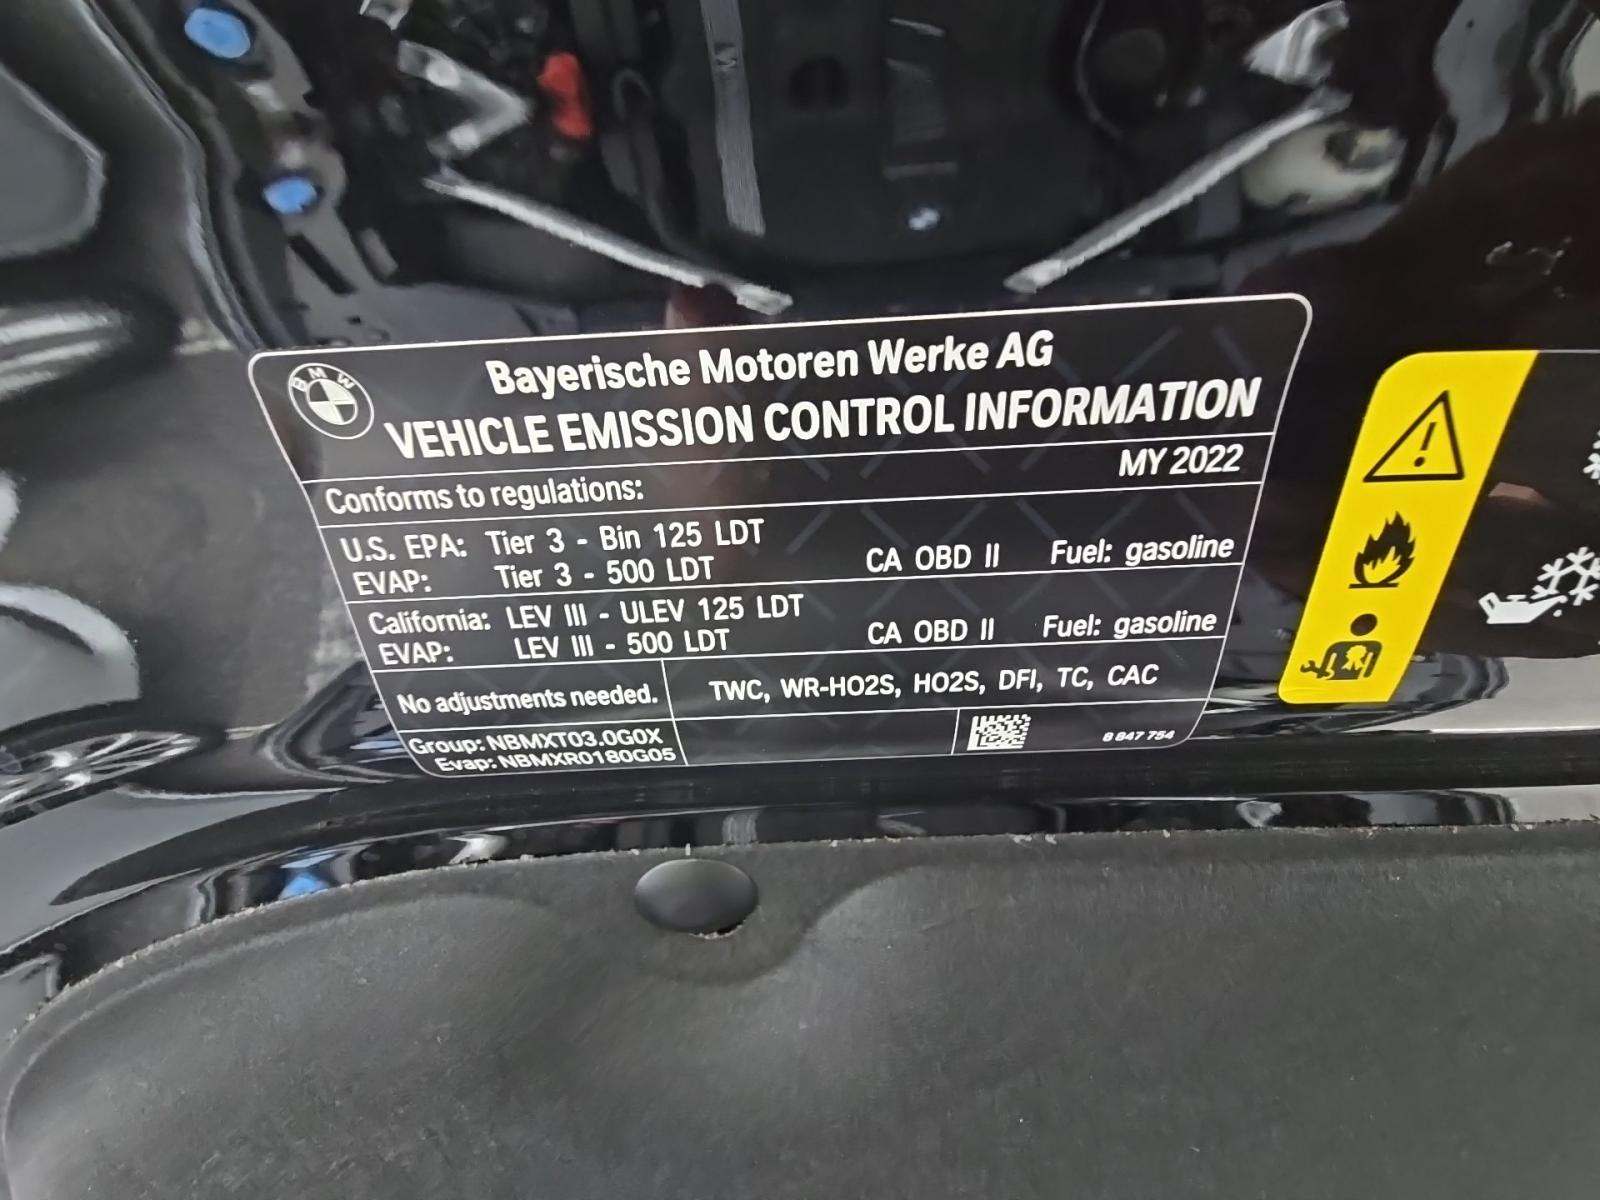 BMW
Bayerische Motoren Werke AG
VEHICLE EMISSION CONTROL INFORMATION
MY 2022
Conforms to regulations:
U.S. EPA: Tier 3 - Bin 125 LDT
EVAP: Tier 3 - 500 LDT CA OBD II Fuel: gasoline
California: LEV III - ULEV 125 LDT
EVAP: LEV III - 500 LDT CA OBD II Fuel: gasoline
No adjustments needed. TWC, WR-HO2S, HO2S, DFI, TC, CAC
Group: NBMXT03.0G0X
Evap: NBMXR0180G05
8 847 754